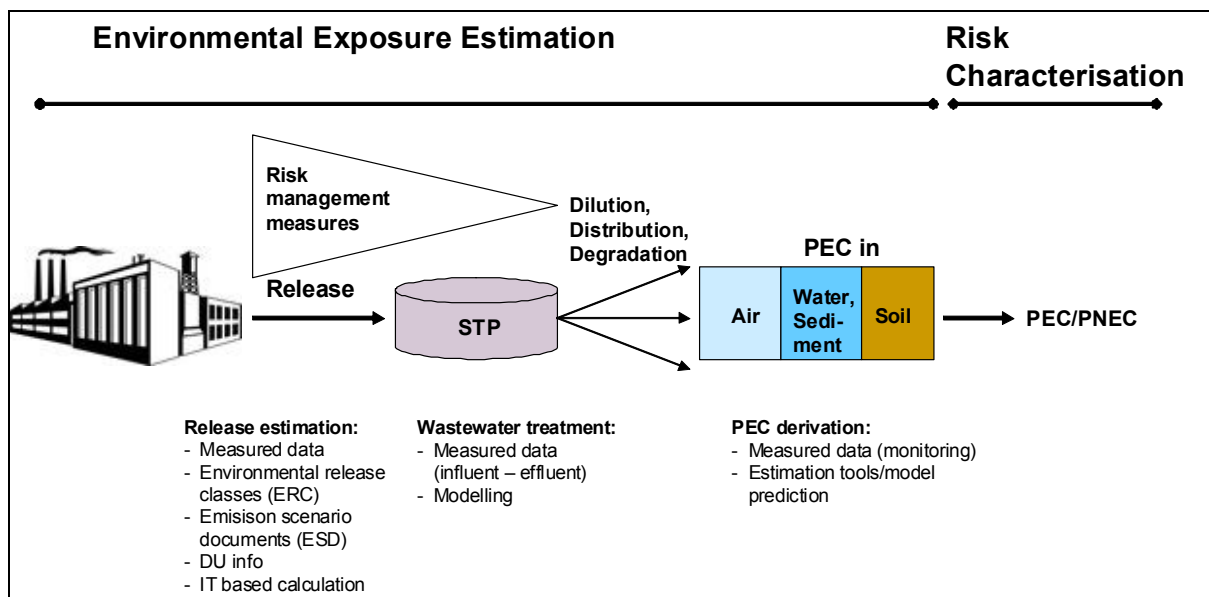 Environmental Exposure Estimation
Risk
Characterisation
Risk
management
measures
Dilution,
Distribution,
Degradation
Release
STP
PEC in
Air
Water,
Sedi-
ment
Soil
PEC/PNEC
Release estimation:
- Measured data
- Environmental release
classes (ERC)
- Emisison scenario
documents (ESD)
- DU info
- IT based calculation
Wastewater treatment:
- Measured data
(influent – effluent)
- Modelling
PEC derivation:
- Measured data (monitoring)
- Estimation tools/model
prediction